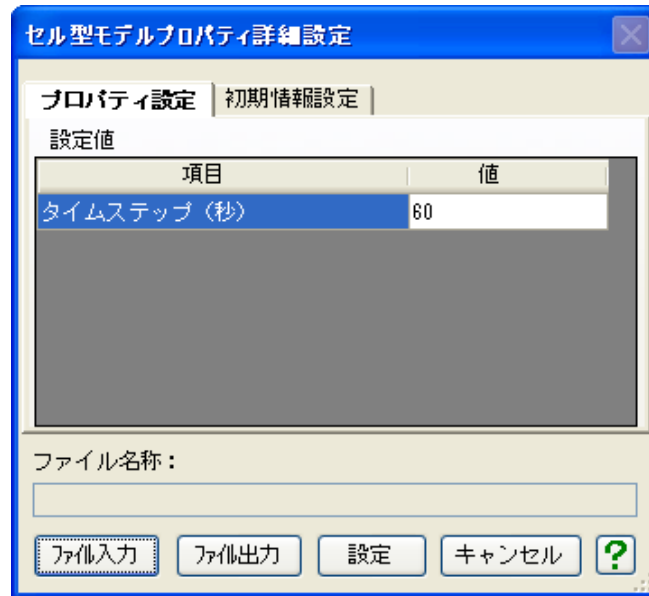 セル型モデルプロパティ詳細設定
プロパティ設定 初期情報設定
設定値
項目 値
タイムステップ（秒） 60
ファイル名称：
ﾌｧｲﾙ入力 ﾌｧｲﾙ出力 設定 キャンセル ?